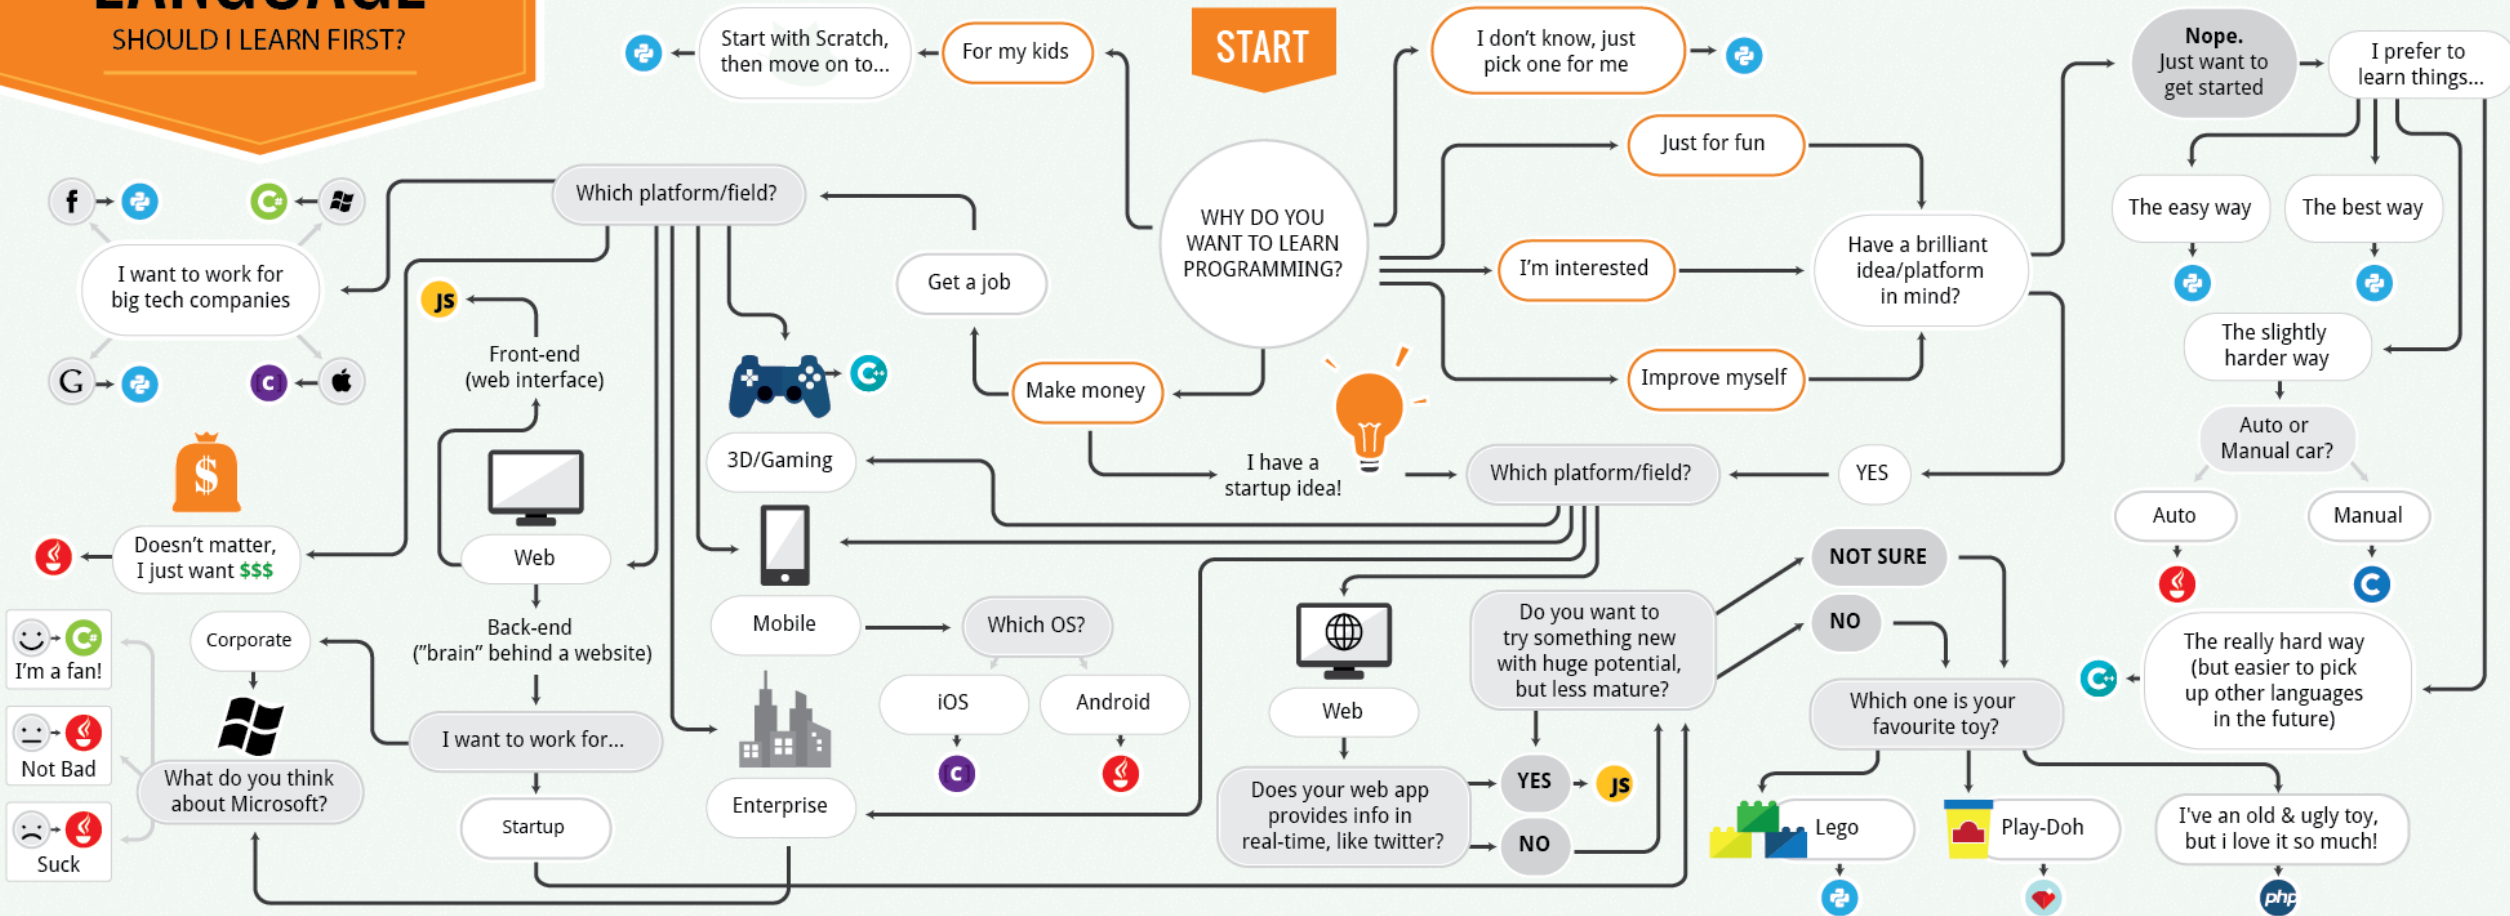 LANGUAGE
SHOULD I LEARN FIRST?
START
Start with Scratch,
then move on to...
For my kids
I don't know, just
pick one for me
Nope.
Just want to
get started
I prefer to
learn things...
Just for fun
WHY DO YOU
WANT TO LEARN
PROGRAMMING?
Which platform/field?
f
C#
The easy way
The best way
Have a brilliant
idea/platform
in mind?
I'm interested
Get a job
I want to work for
big tech companies
JS
Front-end
(web interface)
G
C
C++
Make money
Improve myself
The slightly
harder way
Auto or
Manual car?
3D/Gaming
I have a
startup idea!
Which platform/field?
YES
$
Auto
Manual
Doesn't matter,
I just want $$$
Web
NOT SURE
C
Corporate
Back-end
("brain" behind a website)
Mobile
Which OS?
Do you want to
try something new
with huge potential,
but less mature?
NO
The really hard way
(but easier to pick
up other languages
in the future)
C++
C#
I'm a fan!
iOS
Android
Web
Which one is your
favourite toy?
I want to work for...
Not Bad
What do you think
about Microsoft?
C
Does your web app
provides info in
real-time, like twitter?
YES
JS
NO
Enterprise
Startup
Suck
Lego
Play-Doh
I've an old & ugly toy,
but i love it so much!
php